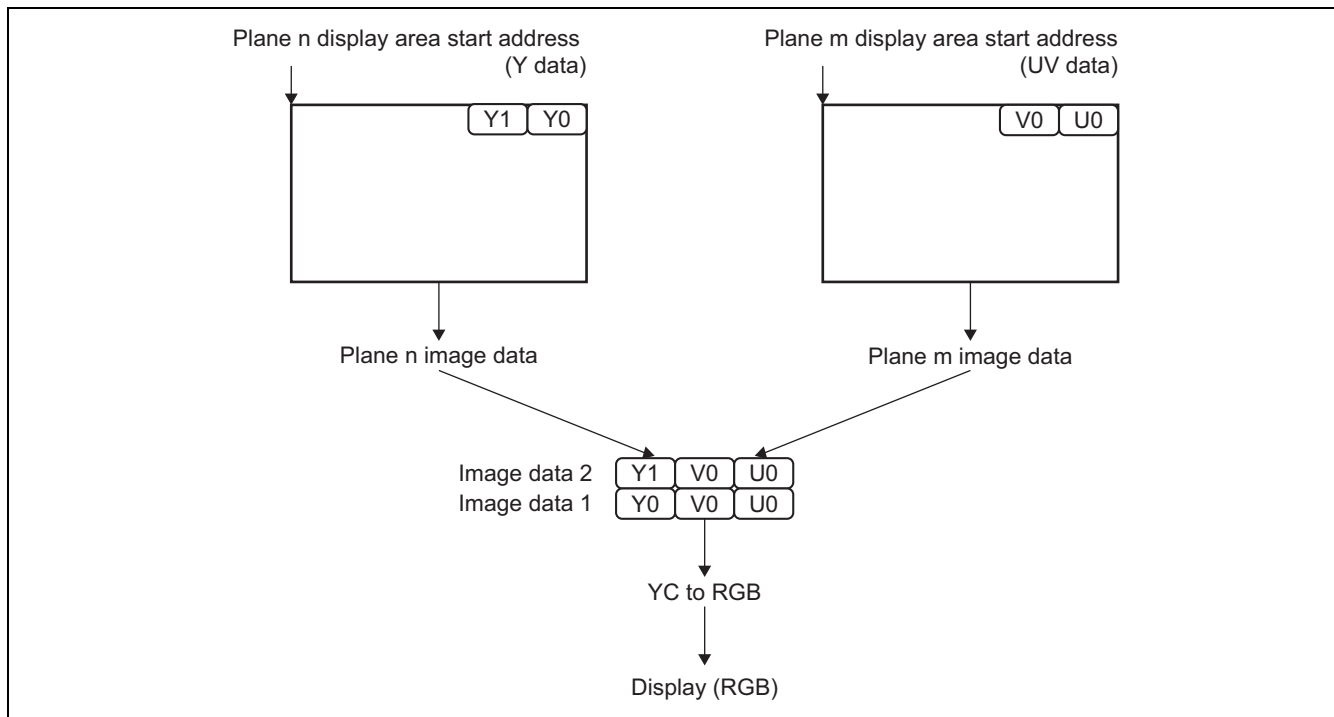 Plane n display area start address
(Y data)
Plane m display area start address
(UV data)
Y1 Y0
V0 U0
Plane n image data
Plane m image data
Image data 2 Y1 V0 U0
Image data 1 Y0 V0 U0
YC to RGB
Display (RGB)